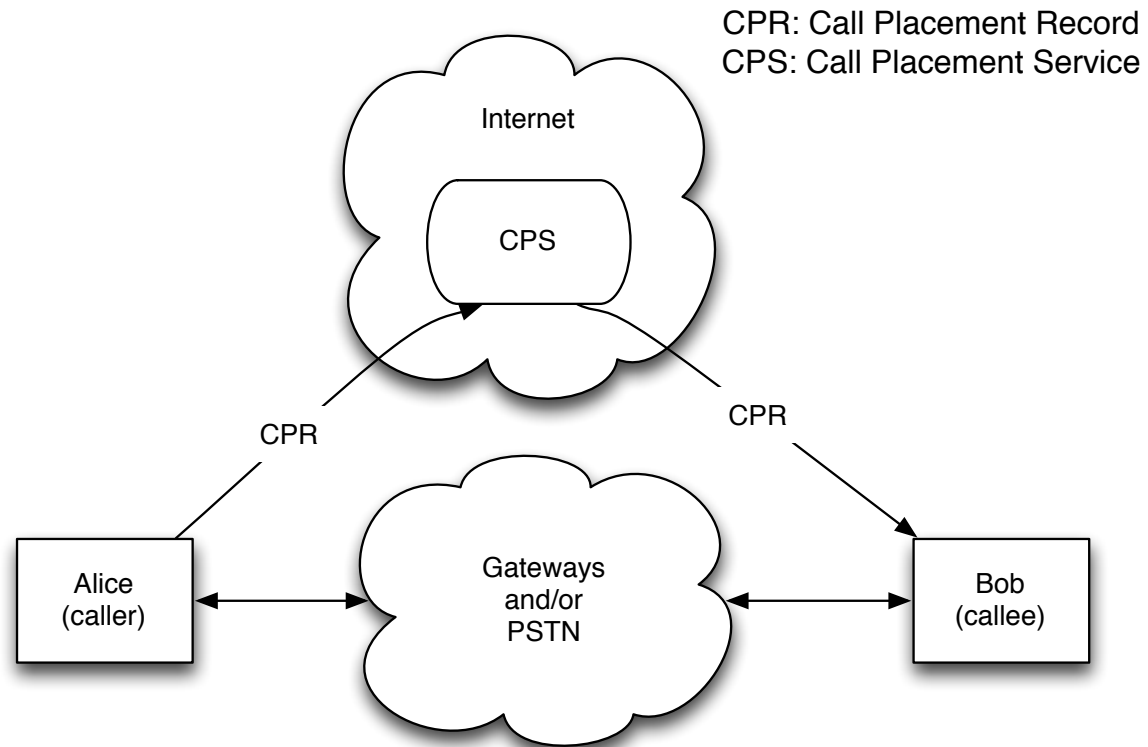 CPR: Call Placement Record
CPS: Call Placement Service
Internet
CPS
CPR
CPR
Alice
(caller)
Gateways
and/or
PSTN
Bob
(callee)